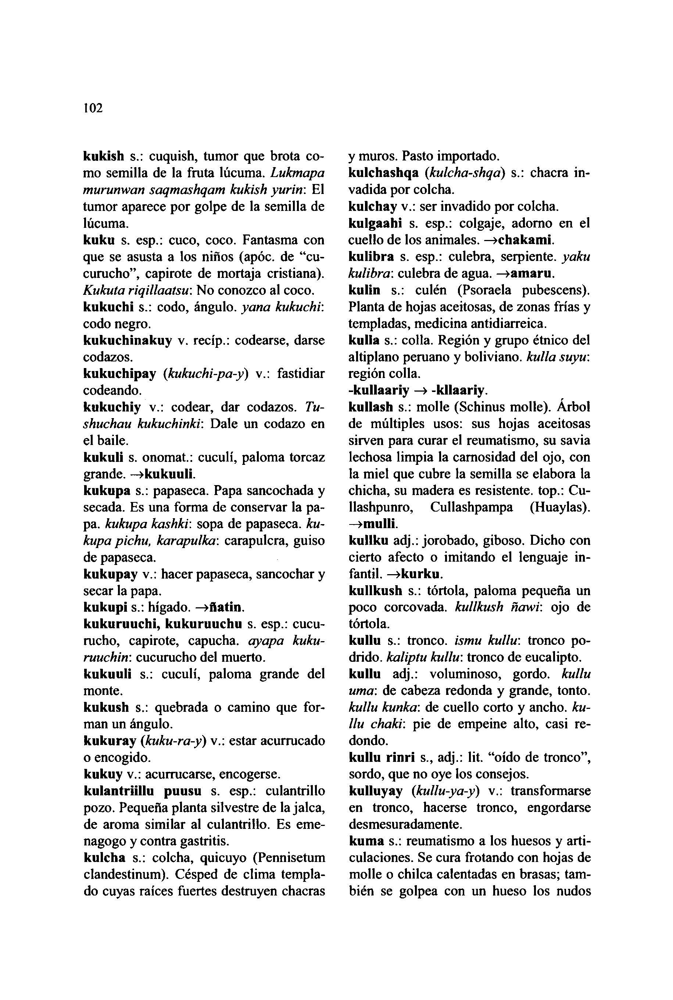 102
kukish s.: cuquish, tumor que brota co-
mo semilla de la fruta lúcuma. Lukmapa
murunwan saqmashqam kukish yurin: El
tumor aparece por golpe de la semilla de
lúcuma.
kuku s. esp.: cuco, coco. Fantasma con
que se asusta a los niños (apóc. de “cu-
curucho”, capirote de mortaja cristiana).
Kukuta riqillaatsu: No conozco al coco.
kukuchi s.: codo, ángulo. yana kukuchi:
codo negro.
kukuchinakuy v. recíp.: codearse, darse
codazos.
kukuchipay (kukuchi-pa-y) v.: fastidiar
codeando.
kukuchiy v.: codear, dar codazos. Tu-
shuchau kukuchinki: Dale un codazo en
el baile.
kukuli s. onomat.: cuculí, paloma torcaz
grande. →kukuuli.
kukupa s.: papaseca. Papa sancochada y
secada. Es una forma de conservar la pa-
pa. kukupa kashki: sopa de papaseca. ku-
kupa pichu, karapulka: carapulcra, guiso
de papaseca.
kukupay v.: hacer papaseca, sancochar y
secar la papa.
kukupi s.: hígado. →ñatin.
kukuruuchi, kukuruuchu s. esp.: cucu-
rucho, capirote, capucha. ayapa kuku-
ruuchin: cucurucho del muerto.
kukuuli s.: cuculí, paloma grande del
monte.
kukush s.: quebrada o camino que for-
man un ángulo.
kukuray (kuku-ra-y) v.: estar acurrucado
o encogido.
kukuy v.: acurrucarse, encogerse.
kulantriillu puusu s. esp.: culantrillo
pozo. Pequeña planta silvestre de la jalca,
de aroma similar al culantrillo. Es eme-
nagogo y contra gastritis.
kulcha s.: colcha, quicuyo (Pennisetum
clandestinum). Césped de clima templa-
do cuyas raíces fuertes destruyen chacras
y muros. Pasto importado.
kulchashqa (kulcha-shqa) s.: chacra in-
vadida por colcha.
kulchay v.: ser invadido por colcha.
kulgaahi s. esp.: colgaje, adorno en el
cuello de los animales. →chakami.
kulibra s. esp.: culebra, serpiente. yaku
kulibra: culebra de agua. →amaru.
kulin s.: culén (Psoraela pubescens).
Planta de hojas aceitosas, de zonas frías y
templadas, medicina antidiarreica.
kulla s.: colla. Región y grupo étnico del
altiplano peruano y boliviano. kulla suyu:
región colla.
-kullaariy → -kllaariy.
kullash s.: molle (Schinus molle). Árbol
de múltiples usos: sus hojas aceitosas
sirven para curar el reumatismo, su savia
lechosa limpia la carnosidad del ojo, con
la miel que cubre la semilla se elabora la
chicha, su madera es resistente. top.: Cu-
llashpunro, Cullashpampa (Huaylas).
→mulli.
kullku adj.: jorobado, giboso. Dicho con
cierto afecto o imitando el lenguaje in-
fantil. →kurku.
kullkush s.: tórtola, paloma pequeña un
poco corcovada. kullkush ñawi: ojo de
tórtola.
kullu s.: tronco. ismu kullu: tronco po-
drido. kaliptu kullu: tronco de eucalipto.
kullu adj.: voluminoso, gordo. kullu
uma: de cabeza redonda y grande, tonto.
kullu kunka: de cuello corto y ancho. ku-
llu chaki: pie de empeine alto, casi re-
dondo.
kullu rinri s., adj.: lit. “oído de tronco”,
sordo, que no oye los consejos.
kulluyay (kullu-ya-y) v.: transformarse
en tronco, hacerse tronco, engordarse
desmesuradamente.
kuma s.: reumatismo a los huesos y arti-
culaciones. Se cura frotando con hojas de
molle o chilca calentadas en brasas; tam-
bién se golpea con un hueso los nudos